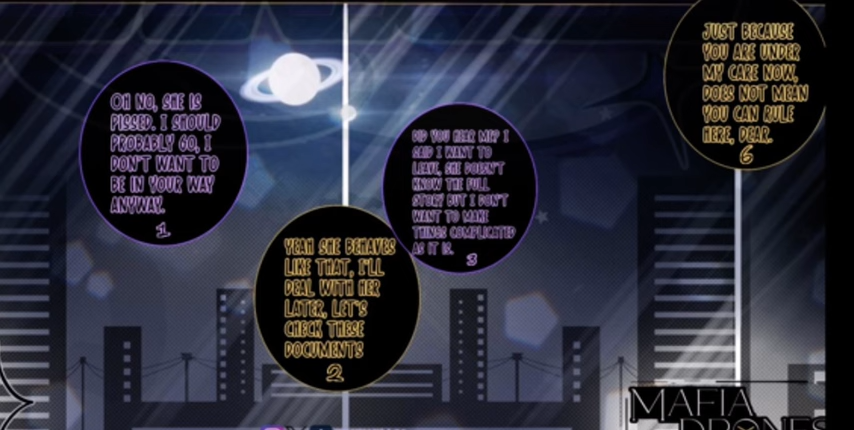 OH NO, SHE IS
PISSED. I SHOULD
PROBABLY GO, I
DON'T WANT TO
BE IN YOUR WAY
ANYWAY.
1
YEAH SHE BEHAVES
LIKE THAT, I'LL
DEAL WITH HER
LATER, LET'S
CHECK THESE
DOCUMENTS
2
DID YOU HEAR ME? I
SAID I WANT TO
LEAVE, SHE DOESN'T
KNOW THE FULL
STORY BUT I DON'T
WANT TO MAKE
THINGS COMPLICATED
AS IT IS.
3
JUST BECAUSE
YOU ARE UNDER
MY CARE NOW,
DOES NOT MEAN
YOU CAN RULE
HERE, DEAR.
6
MAFIA
DRONES